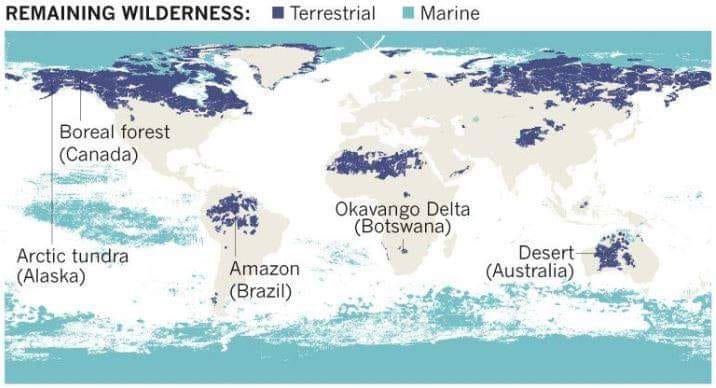 REMAINING WILDERNESS: Terrestrial Marine
Boreal forest
(Canada)
Okavango Delta
(Botswana)
Arctic tundra
(Alaska)
Amazon
(Brazil)
Desert
(Australia)